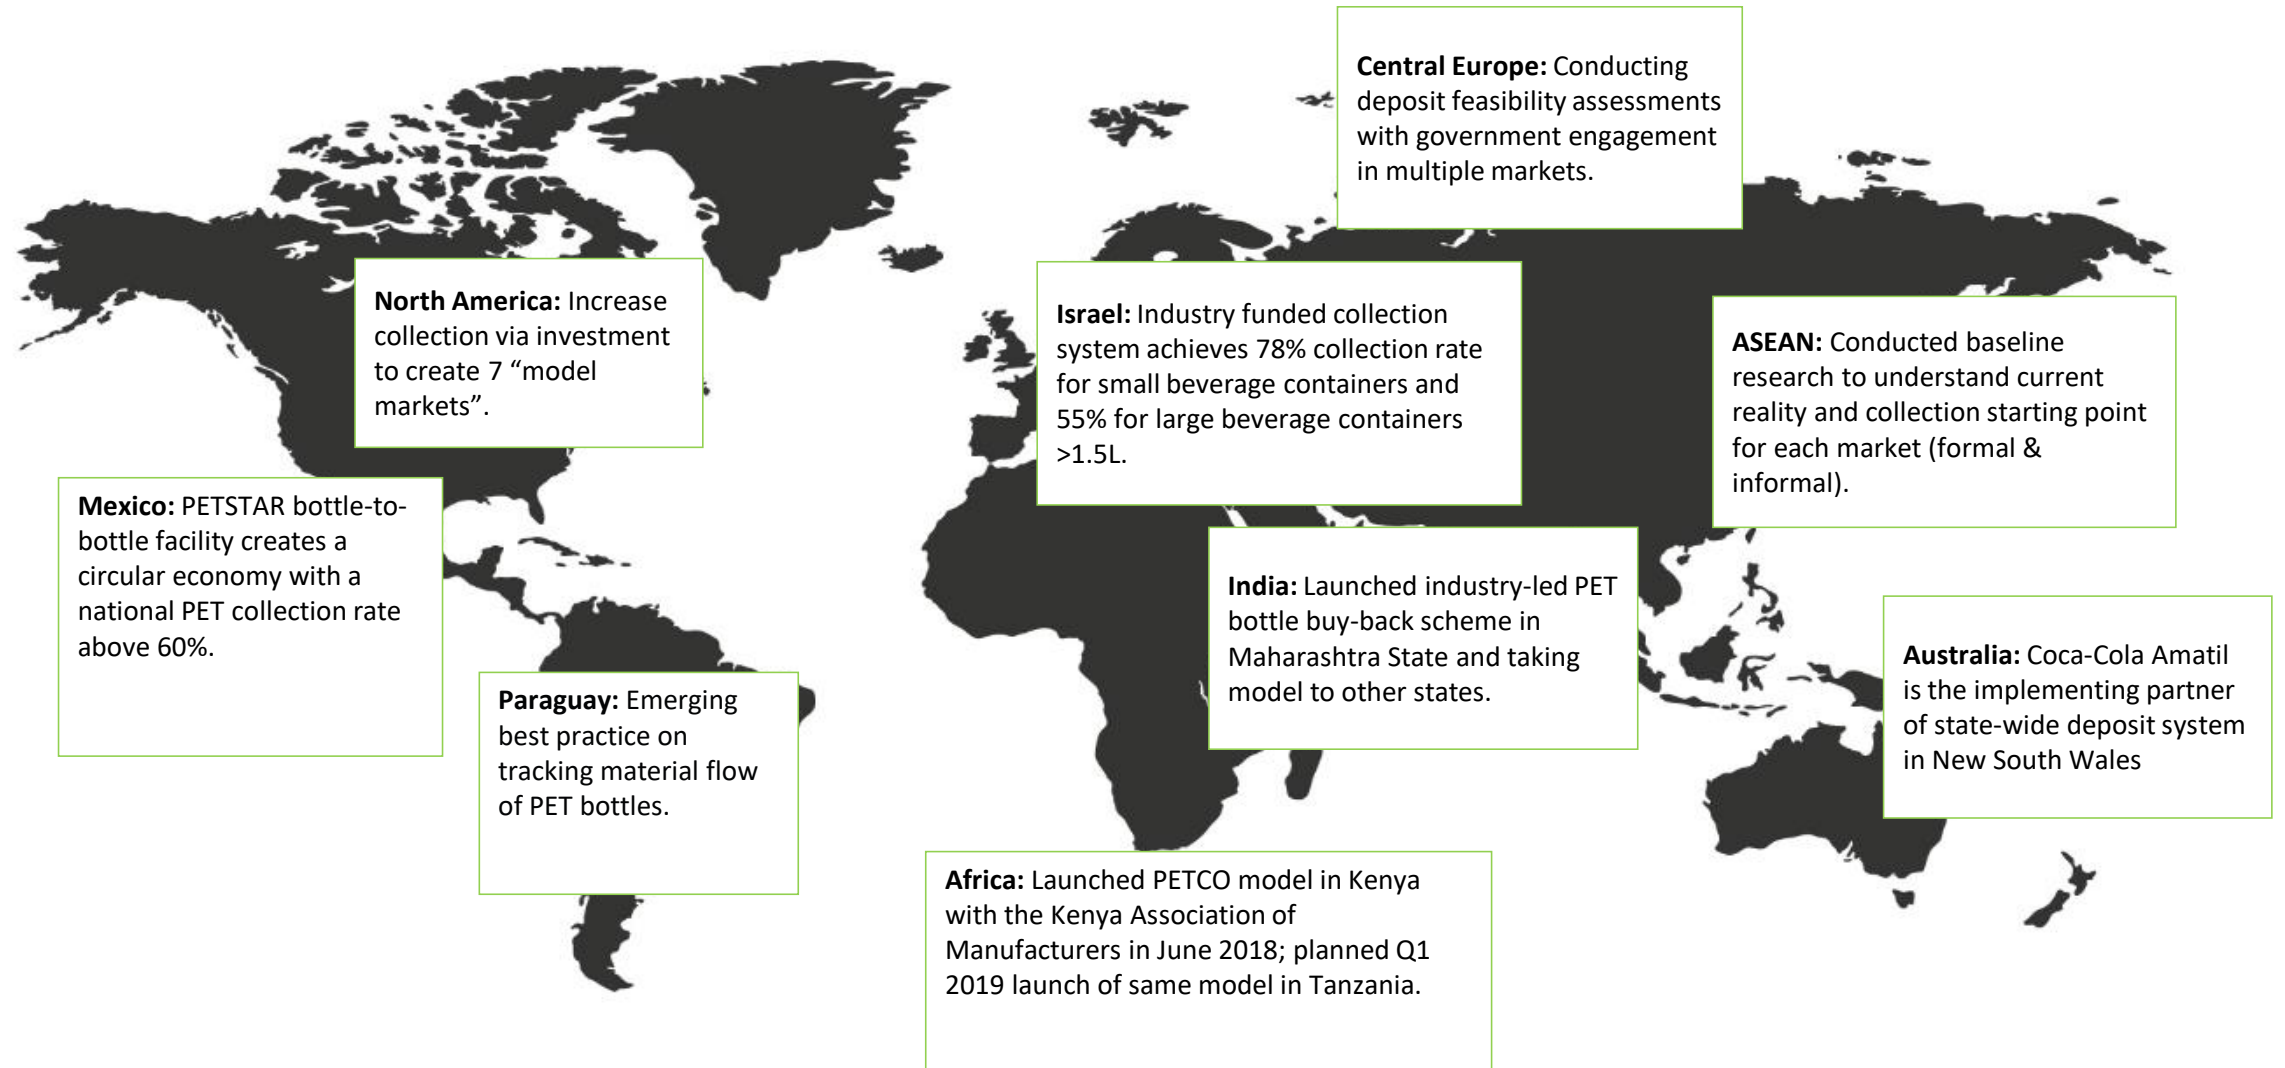 Central Europe: Conducting
deposit feasibility assessments
with government engagement
in multiple markets.
North America: Increase
collection via investment
to create 7 “model
markets”.
Israel: Industry funded collection
system achieves 78% collection rate
for small beverage containers and
55% for large beverage containers
>1.5L.
ASEAN: Conducted baseline
research to understand current
reality and collection starting point
for each market (formal &
informal).
Mexico: PETSTAR bottle-to-
bottle facility creates a
circular economy with a
national PET collection rate
above 60%.
India: Launched industry-led PET
bottle buy-back scheme in
Maharashtra State and taking
model to other states.
Australia: Coca-Cola Amatil
is the implementing partner
of state-wide deposit system
in New South Wales
Paraguay: Emerging
best practice on
tracking material flow
of PET bottles.
Africa: Launched PETCO model in Kenya
with the Kenya Association of
Manufacturers in June 2018; planned Q1
2019 launch of same model in Tanzania.